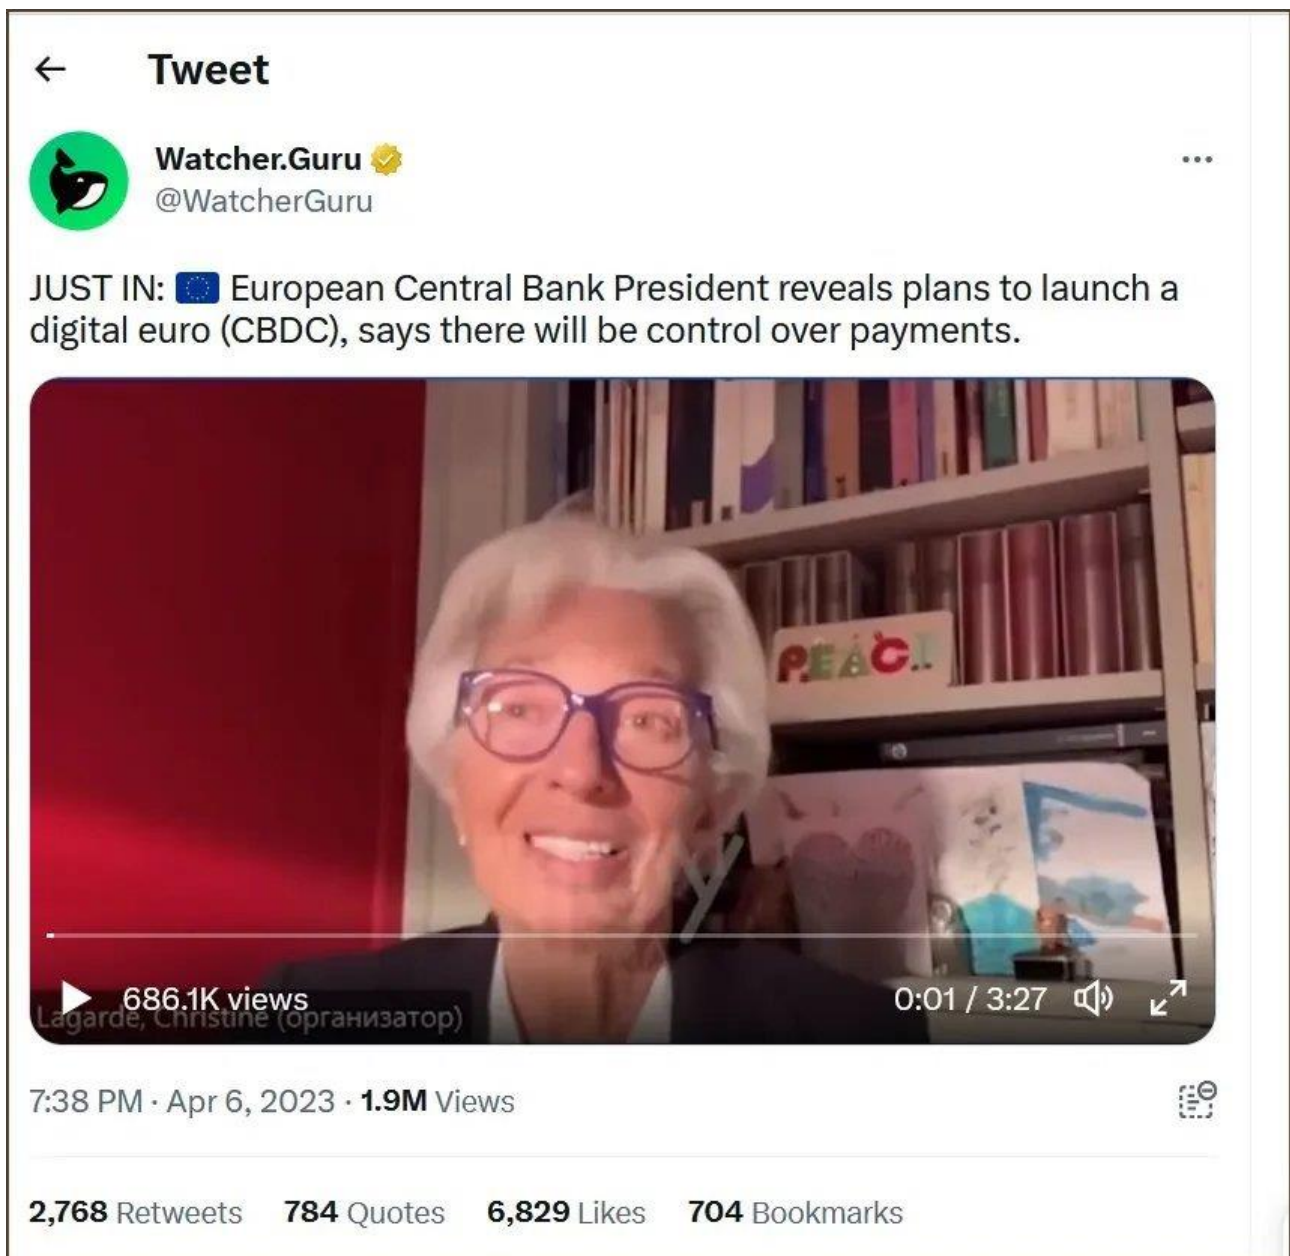 Tweet
Watcher.Guru
@WatcherGuru
JUST IN: 🇪🇺 European Central Bank President reveals plans to launch a
digital euro (CBDC), says there will be control over payments.
PEAC
686.1K views
0:01 / 3:27
Lagarde, Christine (организатор)
7:38 PM · Apr 6, 2023 · 1.9M Views
2,768 Retweets 784 Quotes 6,829 Likes 704 Bookmarks